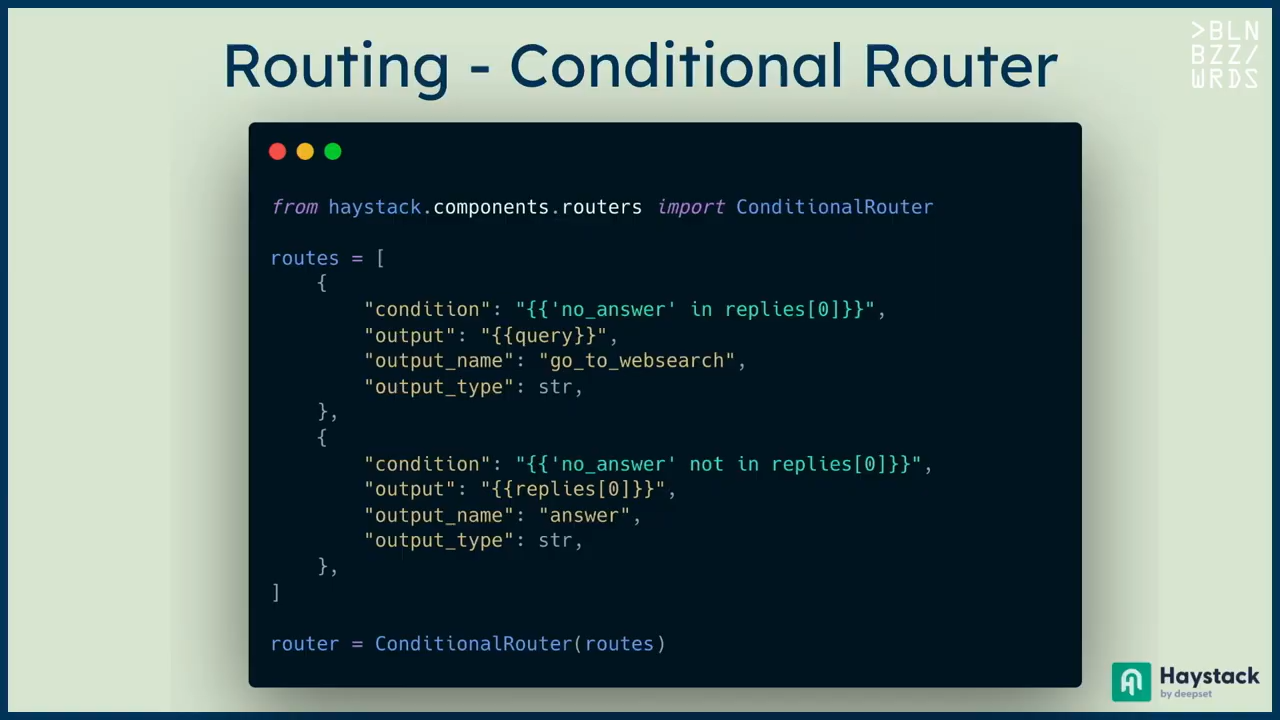 Routing - Conditional Router
>BLN
BZZ/
WRDS
from haystack.components.routers import ConditionalRouter
routes = [
    {
        "condition": "{{'no_answer' in replies[0]}}",
        "output": "{{query}}",
        "output_name": "go_to_websearch",
        "output_type": str,
    },
    {
        "condition": "{{'no_answer' not in replies[0]}}",
        "output": "{{replies[0]}}",
        "output_name": "answer",
        "output_type": str,
    },
]
router = ConditionalRouter(routes)
Haystack
by deepset